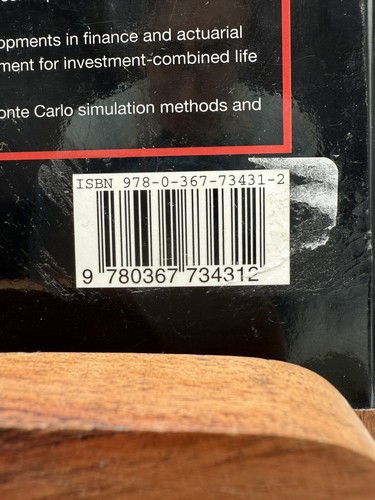 opments in finance and actuarial
ment for investment-combined life
onte Carlo simulation methods and
ISBN 978-0-367-73431-2
9 780367 734312